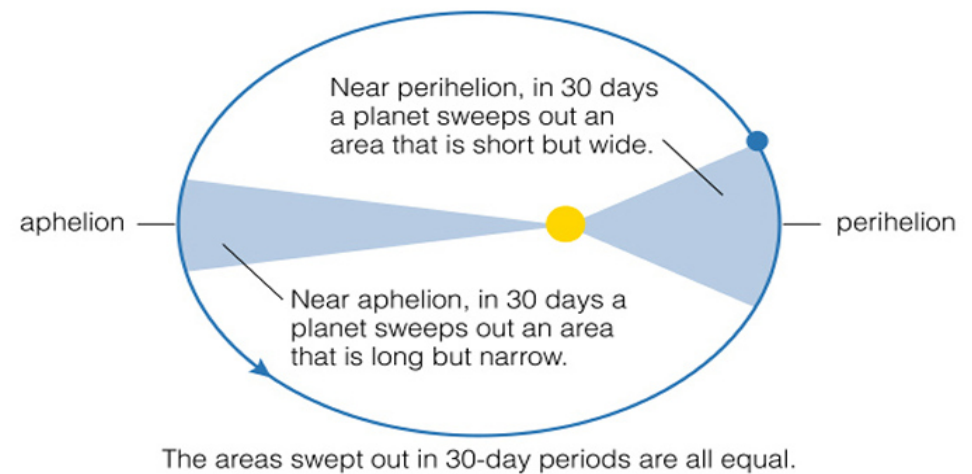 Near perihelion, in 30 days
a planet sweeps out an
area that is short but wide.
aphelion
perihelion
Near aphelion, in 30 days a
planet sweeps out an area
that is long but narrow.
The areas swept out in 30-day periods are all equal.